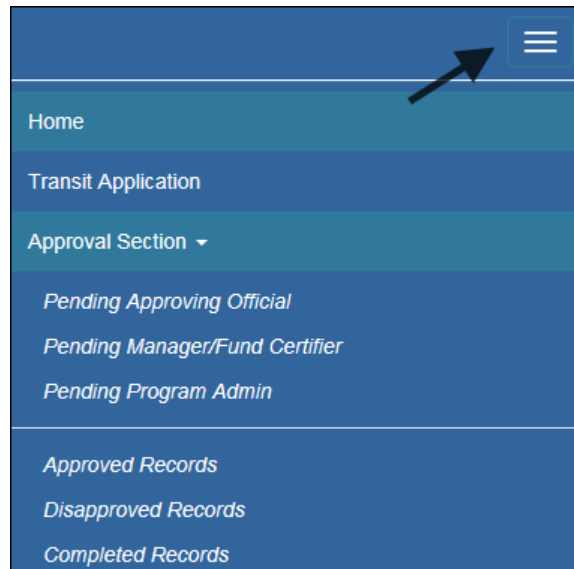 Home
Transit Application
Approval Section
Pending Approving Official
Pending Manager/Fund Certifier
Pending Program Admin
Approved Records
Disapproved Records
Completed Records